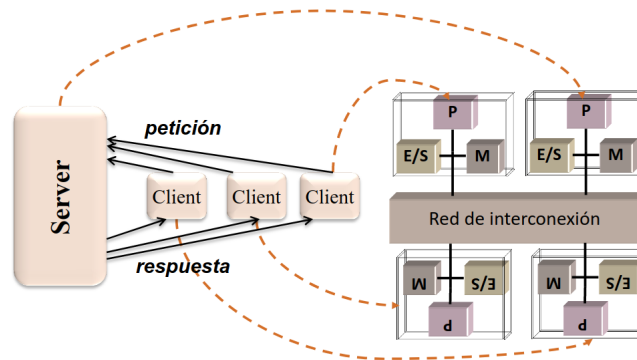 petición
Server
Client
Client
Client
respuesta
P
E/S
M
P
E/S
M
Red de interconexión
M
E/S
P
M
E/S
P